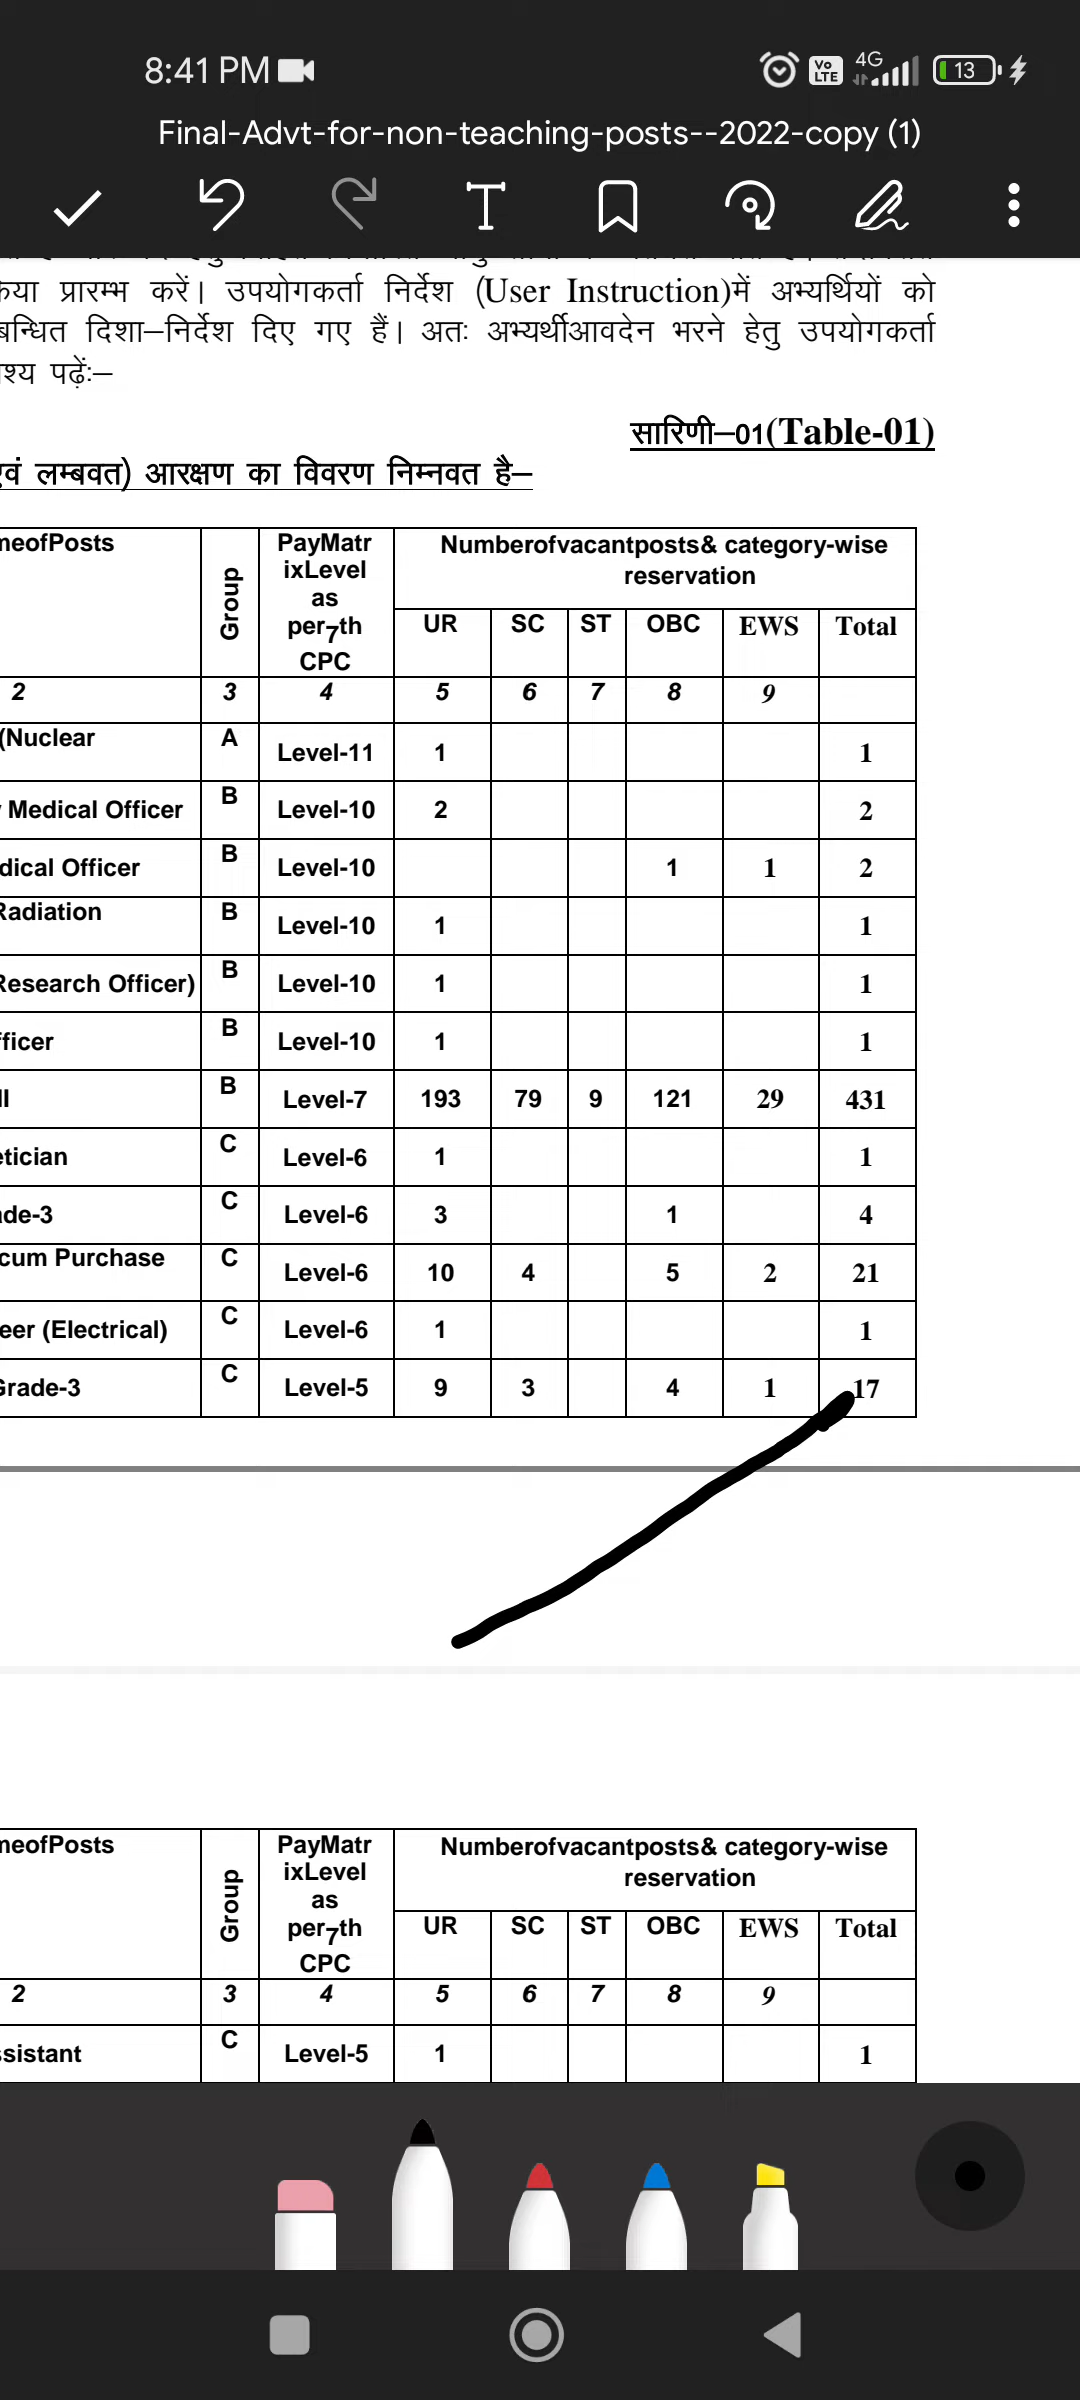 8:41 PM
Vo LTE 4G 13
Final-Advt-for-non-teaching-posts--2022-copy (1)
प्रारम्भ करें। उपयोगकर्ता निर्देश (User Instruction)में अभ्यर्थियों को
दिशा–निर्देश दिए गए हैं। अतः अभ्यर्थीआवदेन भरने हेतु उपयोगकर्ता
पढ़ेंः–
सारिणी–01(Table-01)
एवं लम्बवत) आरक्षण का विवरण निम्नवत है–
meofPosts Group PayMatrixLevel as per7th CPC Numberofvacantposts& category-wise reservation
UR SC ST OBC EWS Total
2 3 4 5 6 7 8 9
(Nuclear A Level-11 1 1
Medical Officer B Level-10 2 2
dical Officer B Level-10 1 1 2
Radiation B Level-10 1 1
Research Officer) B Level-10 1 1
fficer B Level-10 1 1
II B Level-7 193 79 9 121 29 431
etician C Level-6 1 1
ade-3 C Level-6 3 1 4
cum Purchase C Level-6 10 4 5 2 21
eer (Electrical) C Level-6 1 1
Grade-3 C Level-5 9 3 4 1 17
meofPosts Group PayMatrixLevel as per7th CPC Numberofvacantposts& category-wise reservation
UR SC ST OBC EWS Total
2 3 4 5 6 7 8 9
ssistant C Level-5 1 1